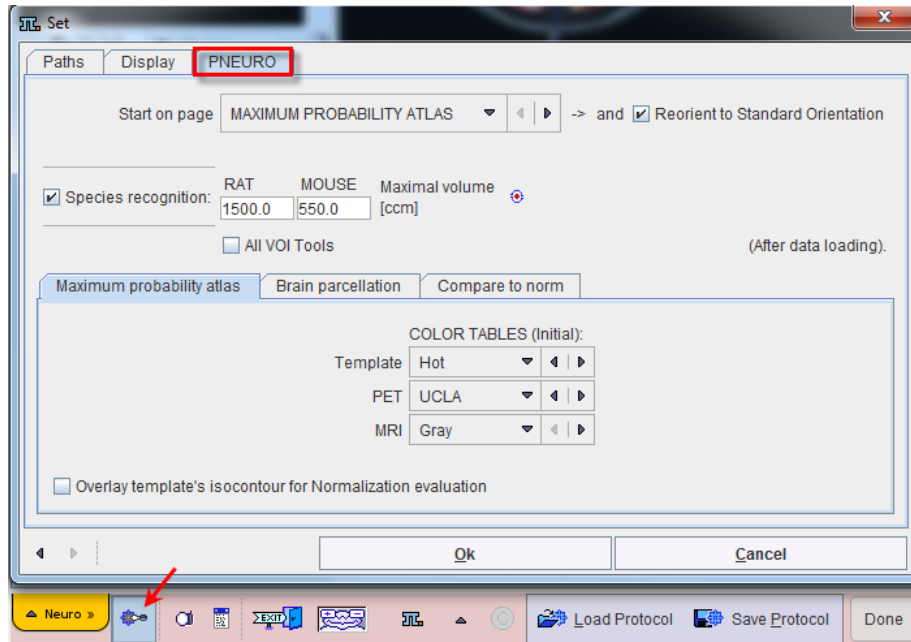 Set
Paths Display PNEURO
Start on page MAXIMUM PROBABILITY ATLAS -> and Reorient to Standard Orientation
RAT MOUSE Maximal volume
Species recognition: 1500.0 550.0 [ccm]
All VOI Tools (After data loading).
Maximum probability atlas Brain parcellation Compare to norm
COLOR TABLES (Initial):
Template Hot
PET UCLA
MRI Gray
Overlay template's isocontour for Normalization evaluation
Ok Cancel
Neuro » EXIT Load Protocol Save Protocol Done